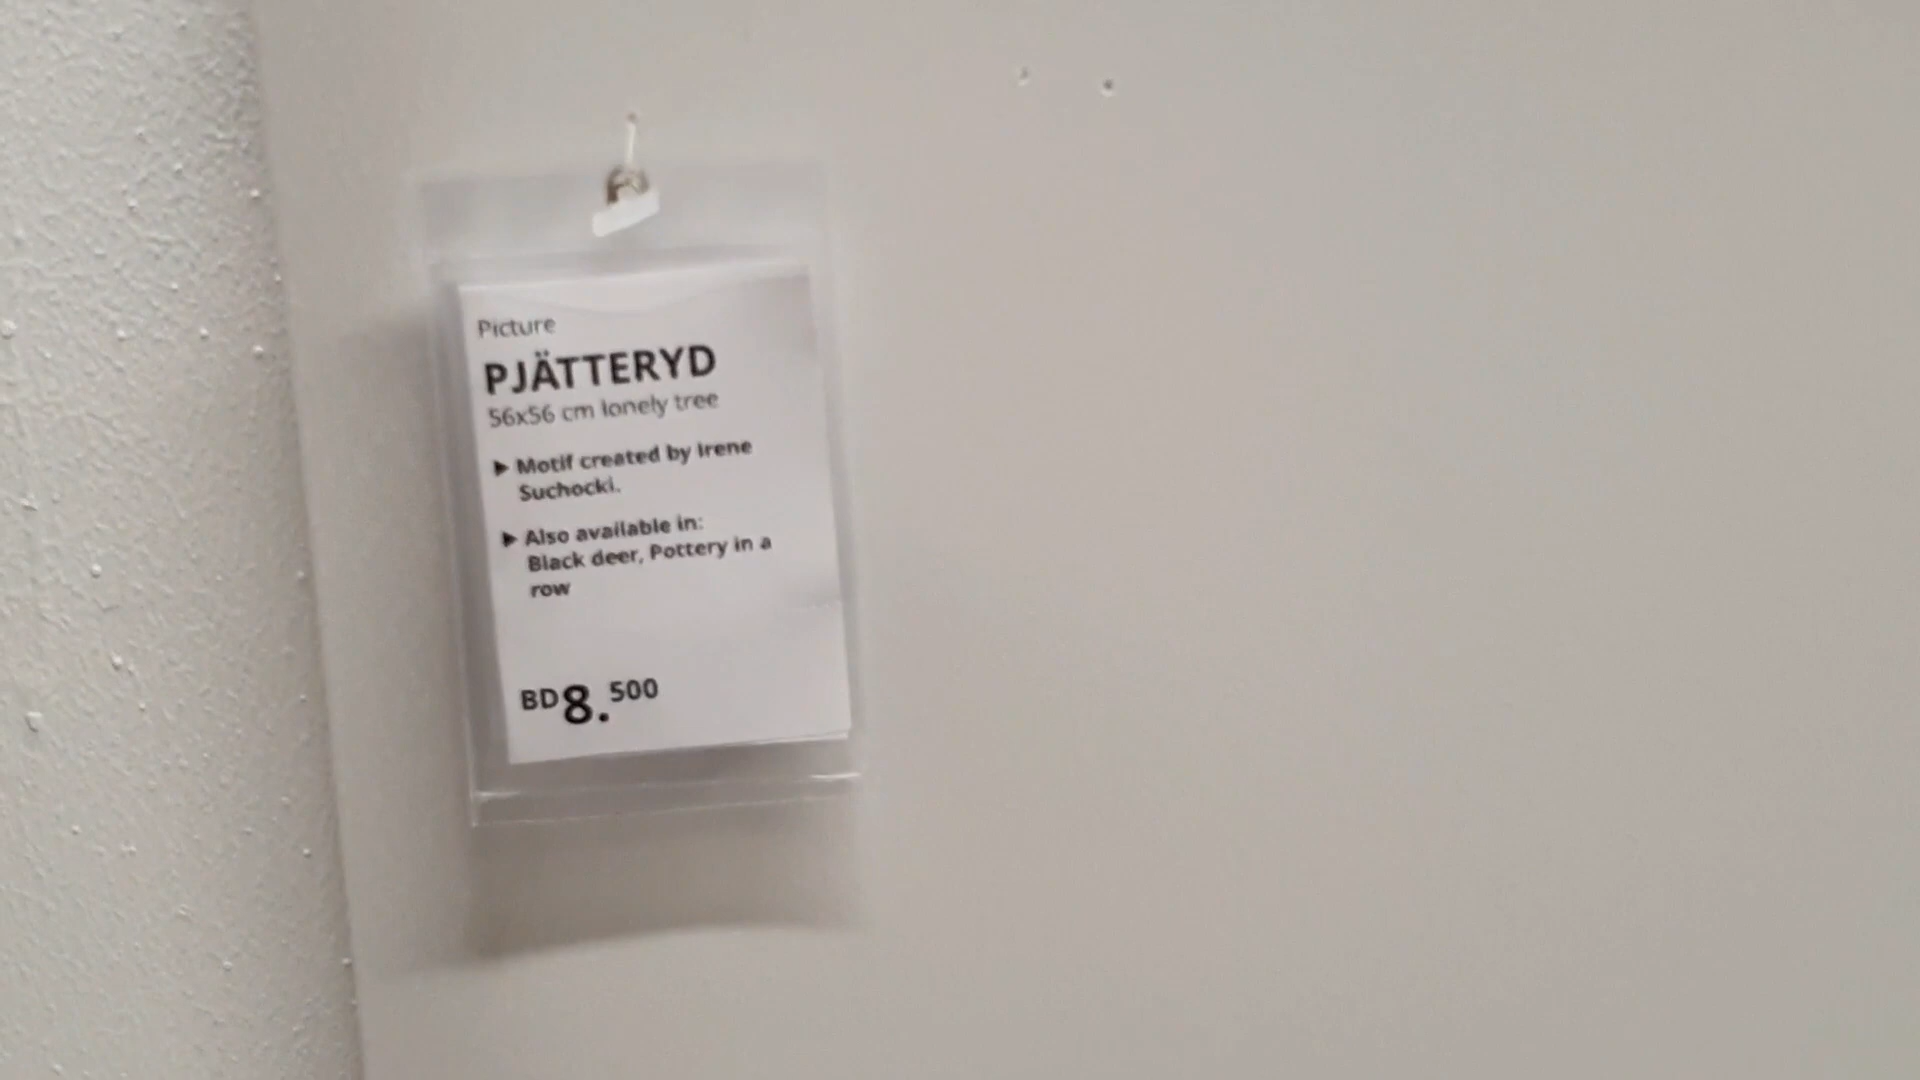 Picture
PJÄTTERYD
56x56 cm lonely tree
▶ Motif created by Irene
Suchocki.
▶ Also available in:
Black deer, Pottery in a
row
BD8.500